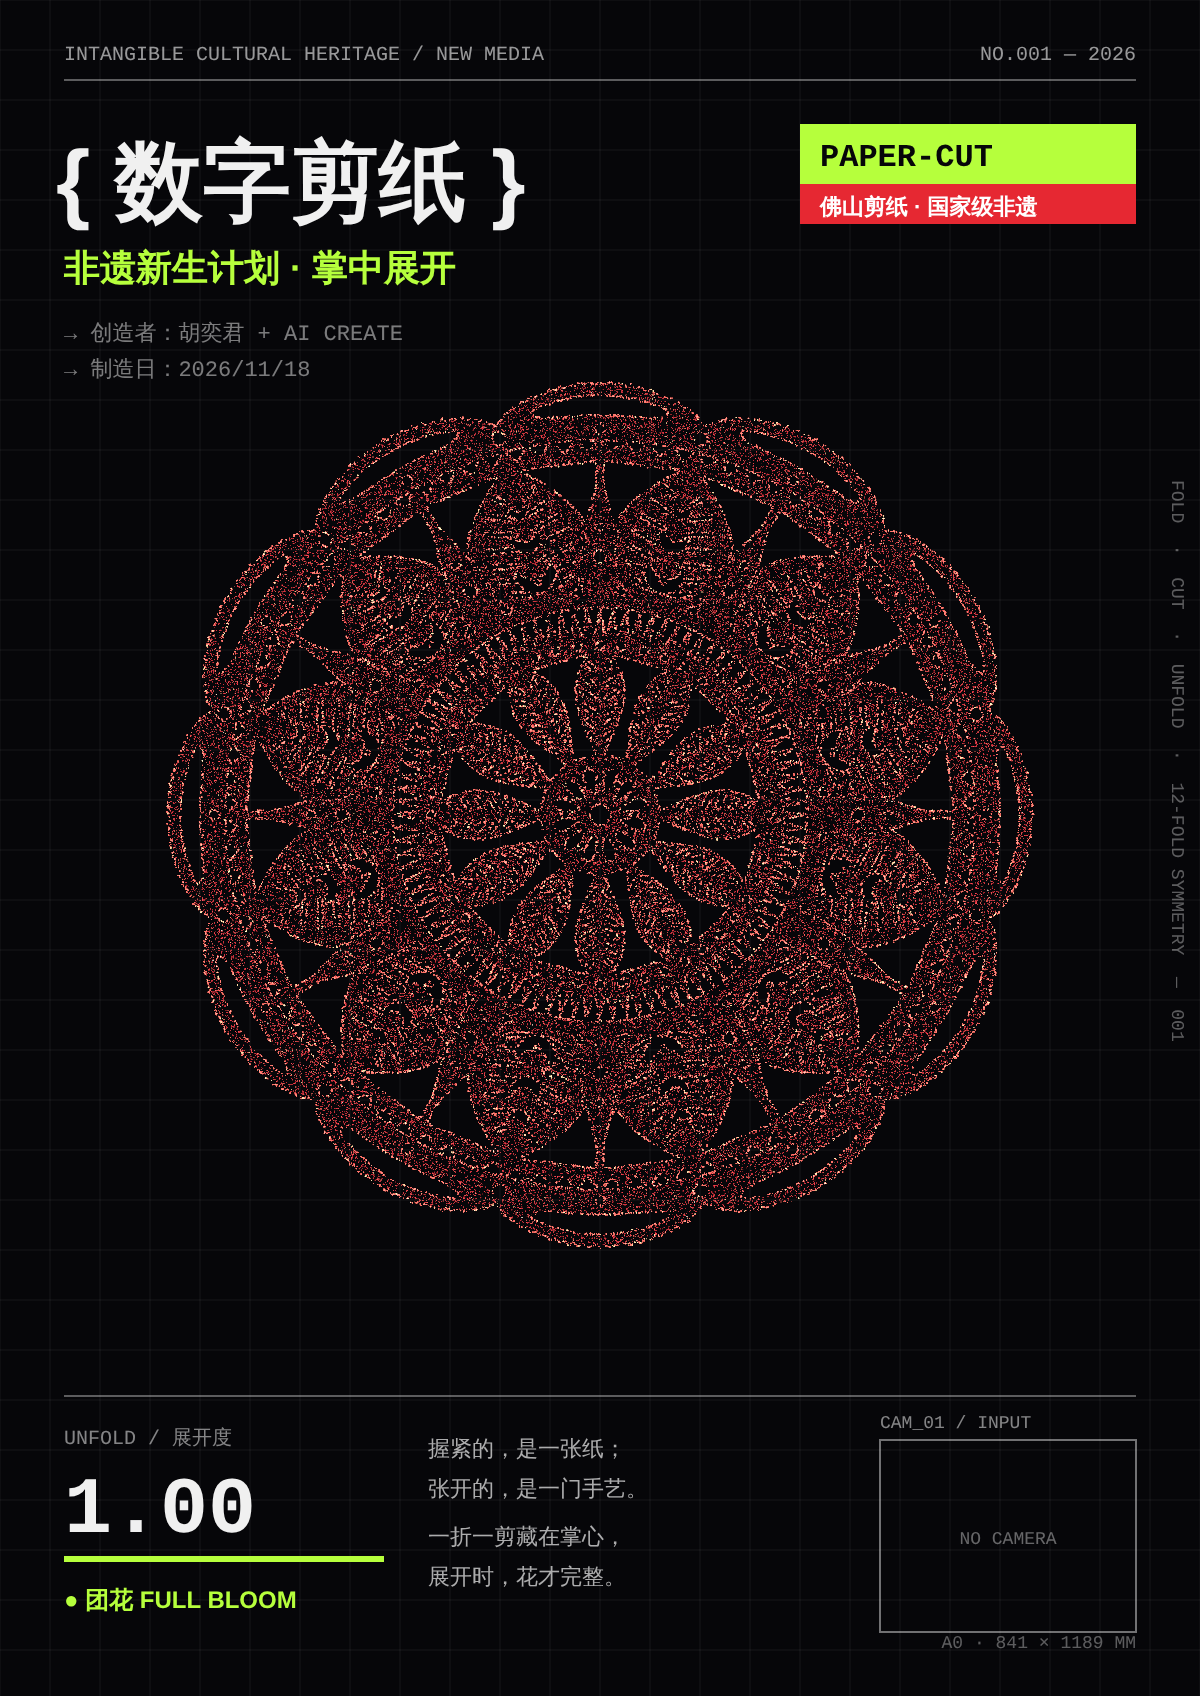 INTANGIBLE CULTURAL HERITAGE / NEW MEDIA
NO.001 — 2026
{ 数字剪纸 }
PAPER-CUT
佛山剪纸 · 国家级非遗
非遗新生计划 · 掌中展开
→ 创造者：胡奕君 + AI CREATE
→ 制造日：2026/11/18
FOLD · CUT · UNFOLD · 12-FOLD SYMMETRY — 001
UNFOLD / 展开度
1.00
● 团花 FULL BLOOM
握紧的，是一张纸；
张开的，是一门手艺。
一折一剪藏在掌心，
展开时，花才完整。
CAM_01 / INPUT
NO CAMERA
A0 · 841 × 1189 MM